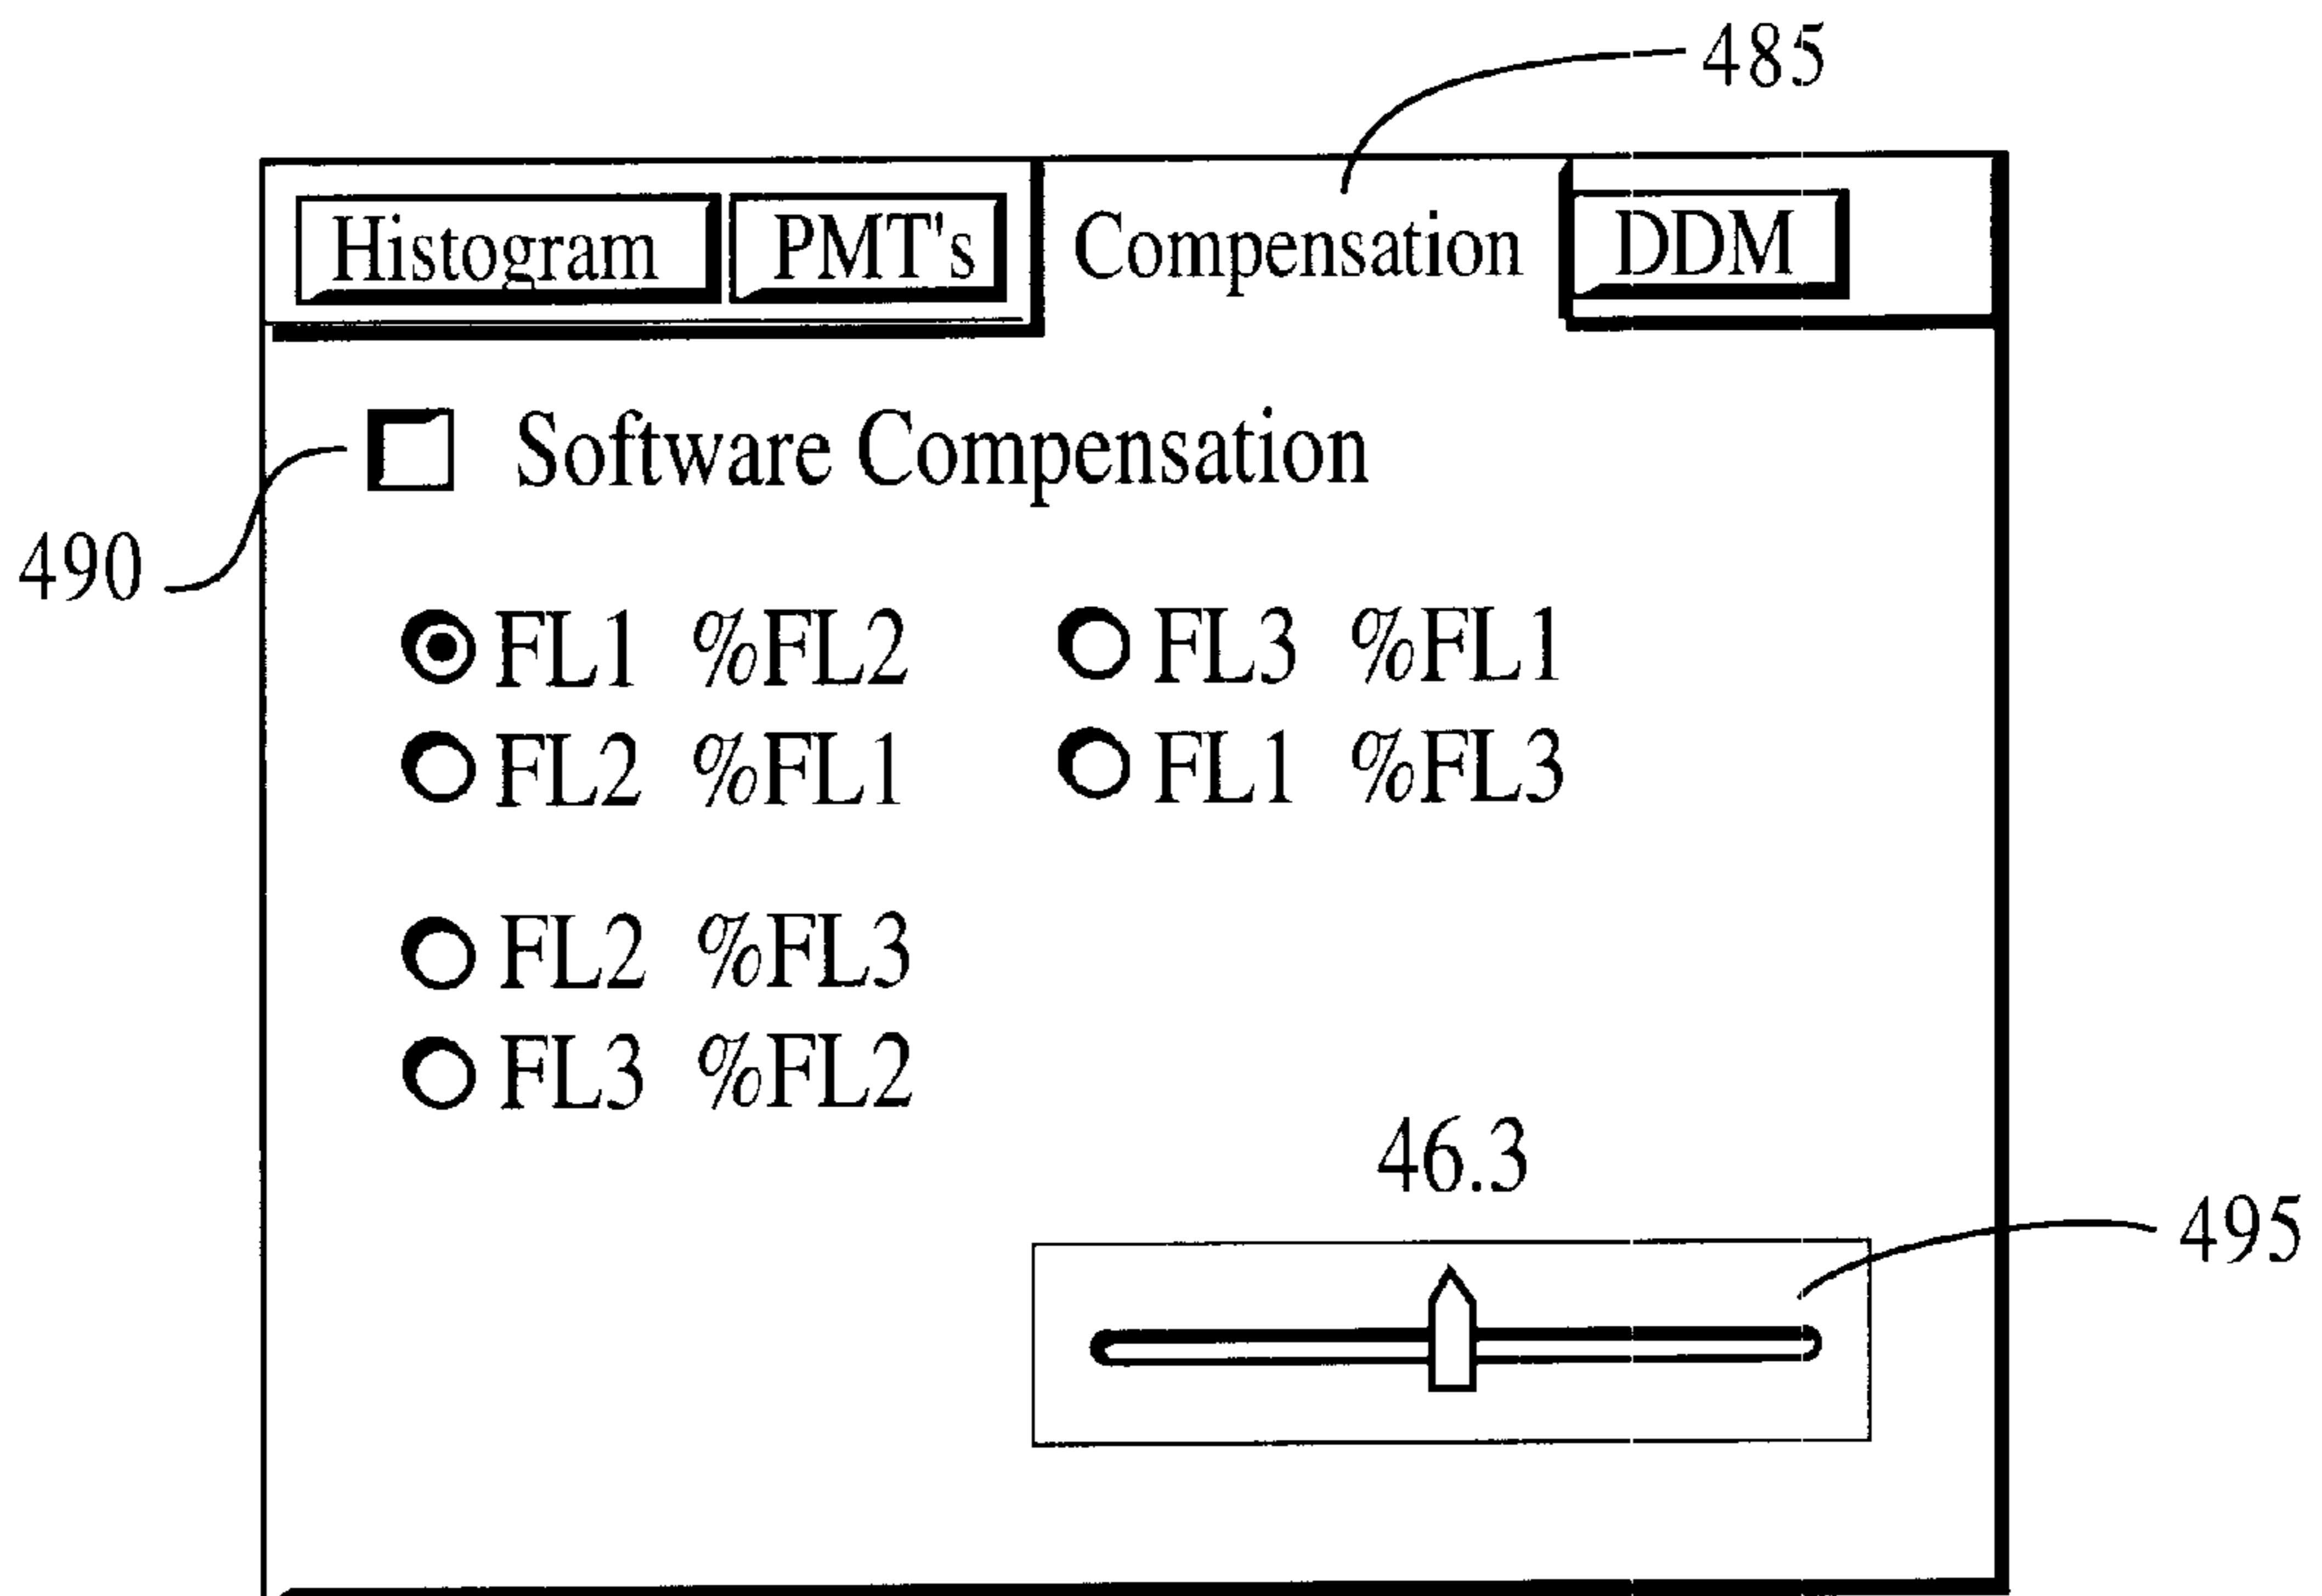 485
Histogram PMT's Compensation DDM
Software Compensation
490
FL1 %FL2 FL3 %FL1
FL2 %FL1 FL1 %FL3
FL2 %FL3
FL3 %FL2
46.3
495